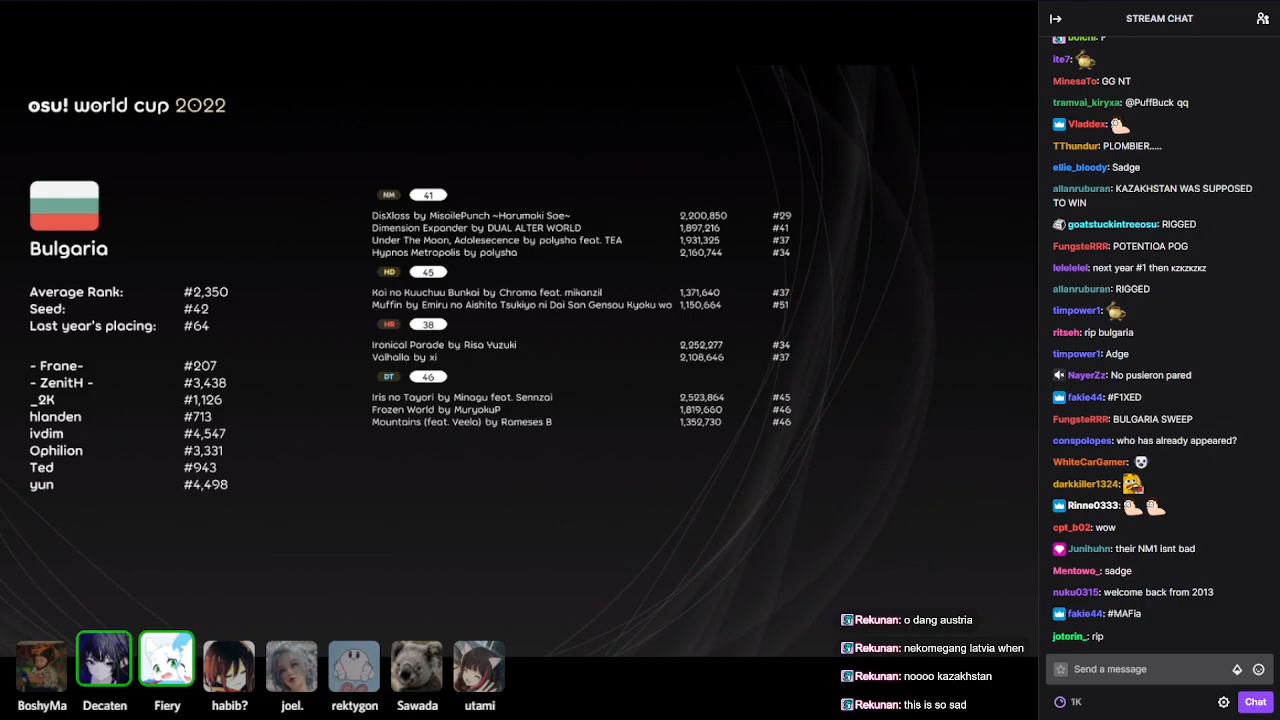 osu! world cup 2022
Bulgaria
Average Rank: #2,350
Seed: #42
Last year's placing: #64
- Frane- #207
- ZenitH - #3,438
_2K #1,126
hlanden #713
ivdim #4,547
Ophilion #3,331
Ted #943
yun #4,498
NM 41
DisXloss by MisoilePunch ~Harumaki Soe~ 2,200,850 #29
Dimension Expander by DUAL ALTER WORLD 1,897,216 #41
Under The Moon, Adolesecence by polysha feat. TEA 1,931,325 #37
Hypnos Metropolis by polysha 2,160,744 #34
HD 45
Koi no Kuuchuu Bunkai by Chroma feat. mikanzil 1,371,640 #37
Muffin by Emiru no Aishita Tsukiyo ni Dai San Gensou Kyoku wo 1,150,664 #51
HR 38
Ironical Parade by Risa Yuzuki 2,252,277 #34
Valhalla by xi 2,108,646 #37
DT 46
Iris no Tayori by Minagu feat. Sennzai 2,523,864 #45
Frozen World by MuryokuP 1,819,660 #46
Mountains (feat. Veela) by Rameses B 1,359,730 #46
BoshyMa Decaten Fiery habib? joel. rektygon Sawada utami
Rekunan: o dang austria
Rekunan: nekomegang latvia when
Rekunan: noooo kazakhstan
Rekunan: this is so sad
STREAM CHAT
ite7:
MinesaTo: GG NT
tramvai_kiryxa: @PuffBuck qq
Vladdex:
TThundur: PLOMBIER.....
ellie_bloody: Sadge
allanruburan: KAZAKHSTAN WAS SUPPOSED
TO WIN
goatstuckintreeosu: RIGGED
FungsteRRR: POTENTIOA POG
lelelelel: next year #1 then кzкzкzкz
allanruburan: RIGGED
timpower1:
ritseh: rip bulgaria
timpower1: Adge
NayerZz: No pusieron pared
fakie44: #F1XED
FungsteRRR: BULGARIA SWEEP
conspolopes: who has already appeared?
WhiteCarGamer:
darkkiller1324:
Rinne0333:
cpt_b02: wow
Junihuhn: their NM1 isnt bad
Mentowo_: sadge
nuku0315: welcome back from 2013
fakie44: #MAFia
jotorin_: rip
Send a message
1K Chat